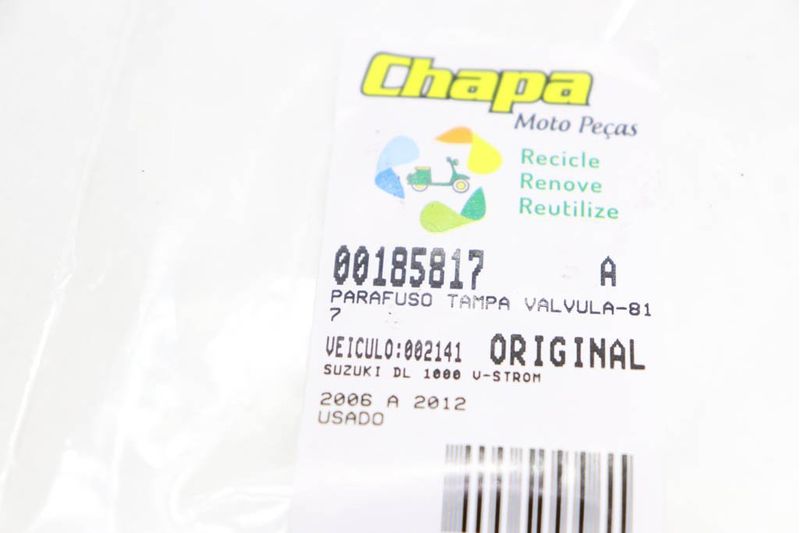 Chapa
Moto Peças
Recicle
Renove
Reutilize
00185817 A
PARAFUSO TAMPA VALVULA-81
7
VEICULO:002141 ORIGINAL
SUZUKI DL 1000 V-STROM
2006 A 2012
USADO